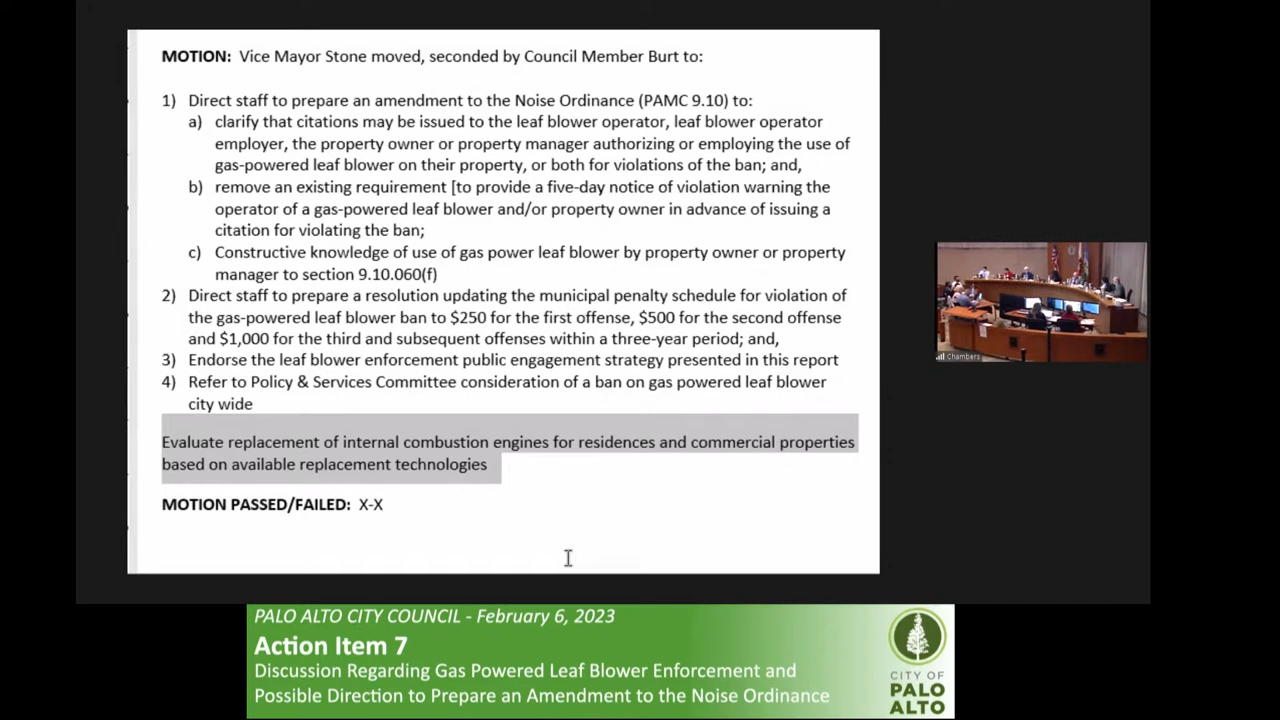 MOTION: Vice Mayor Stone moved, seconded by Council Member Burt to:
1) Direct staff to prepare an amendment to the Noise Ordinance (PAMC 9.10) to:
a) clarify that citations may be issued to the leaf blower operator, leaf blower operator
employer, the property owner or property manager authorizing or employing the use of
gas-powered leaf blower on their property, or both for violations of the ban; and,
b) remove an existing requirement [to provide a five-day notice of violation warning the
operator of a gas-powered leaf blower and/or property owner in advance of issuing a
citation for violating the ban;
c) Constructive knowledge of use of gas power leaf blower by property owner or property
manager to section 9.10.060(f)
2) Direct staff to prepare a resolution updating the municipal penalty schedule for violation of
the gas-powered leaf blower ban to $250 for the first offense, $500 for the second offense
and $1,000 for the third and subsequent offenses within a three-year period; and,
3) Endorse the leaf blower enforcement public engagement strategy presented in this report
4) Refer to Policy & Services Committee consideration of a ban on gas powered leaf blower
city wide
Evaluate replacement of internal combustion engines for residences and commercial properties
based on available replacement technologies
MOTION PASSED/FAILED: X-X
Chambers
PALO ALTO CITY COUNCIL - February 6, 2023
Action Item 7
Discussion Regarding Gas Powered Leaf Blower Enforcement and
Possible Direction to Prepare an Amendment to the Noise Ordinance
CITY OF
PALO
ALTO